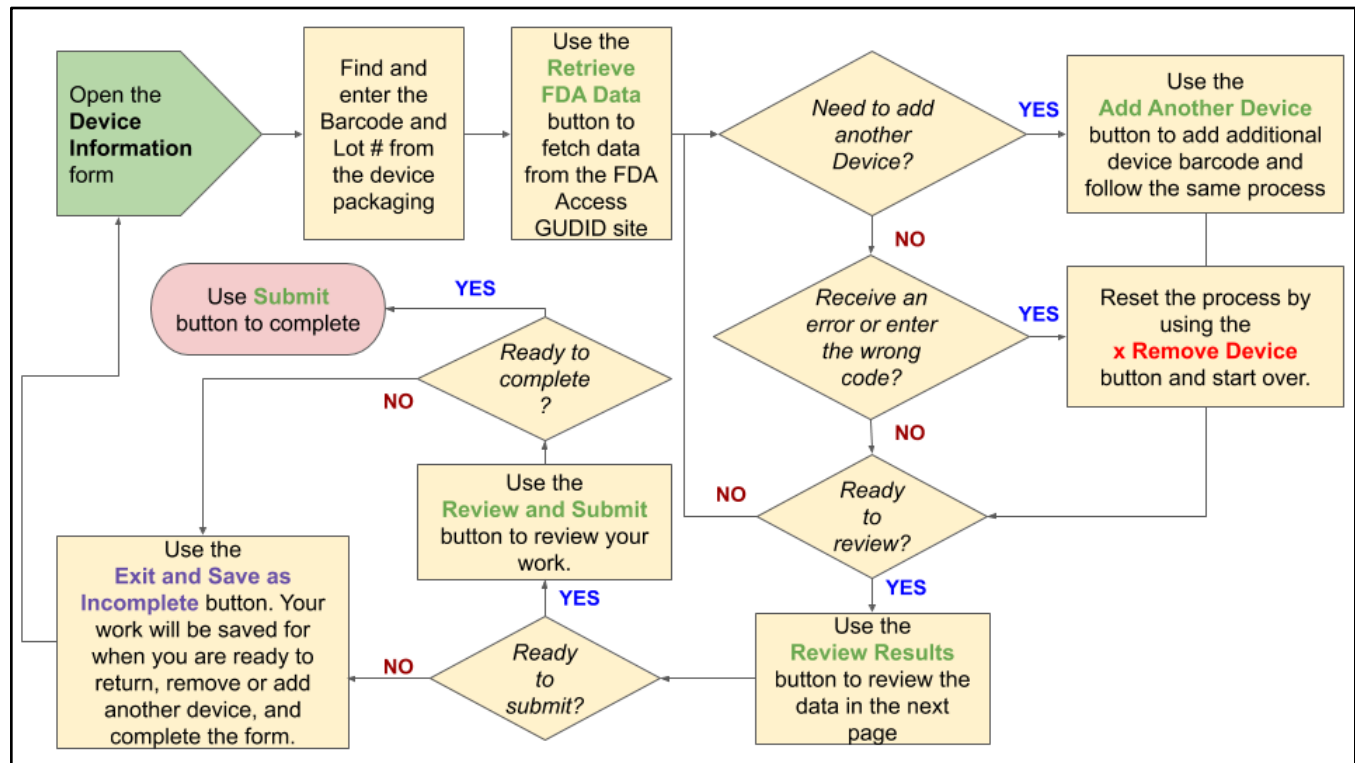 Open the
Device
Information
form
Find and
enter the
Barcode and
Lot # from
the device
packaging
Use the
Retrieve
FDA Data
button to
fetch data
from the FDA
Access
GUDID site
Need to add
another
Device?
YES
Use the
Add Another Device
button to add additional
device barcode and
follow the same process
NO
Receive an
error or enter
the wrong
code?
YES
Reset the process by
using the
x Remove Device
button and start over.
NO
Ready
to
review?
NO
YES
Use the
Review Results
button to review the
data in the next
page
Ready
to
submit?
YES
NO
Use the
Review and Submit
button to review your
work.
Ready to
complete
?
YES
Use Submit
button to complete
NO
Use the
Exit and Save as
Incomplete button. Your
work will be saved for
when you are ready to
return, remove or add
another device, and
complete the form.